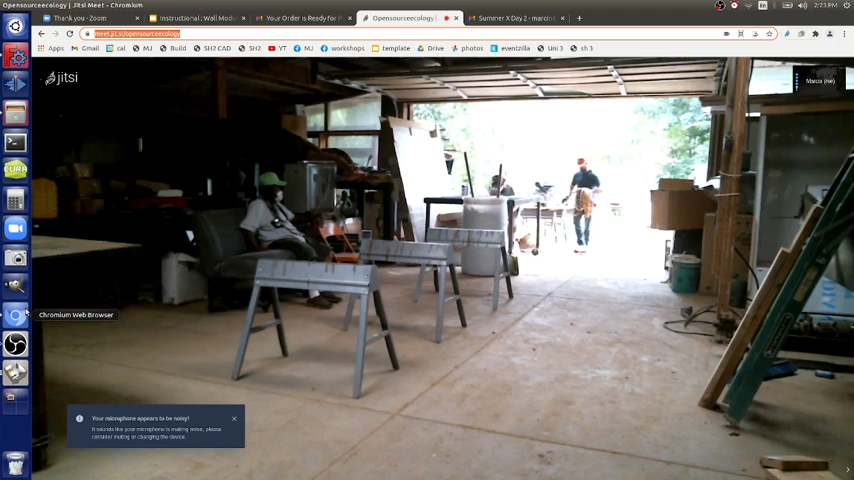 Opensourceecology | Jitsi Meet - Chromium
En
2:23 PM
Thank you - Zoom
Instructional: Wall Modu
Your Order is Ready for P
Opensourceecology |
Summer X Day 2 - marcin
meet.jit.si/opensourceecology
Apps
MJ
Build
SH2 CAD
SH2
YT
MJ
workshops
template
Drive
photos
eventzilla
Uni 3
sh 3
jitsi
Marcin (me)
CURA
Chromium Web Browser
Your microphone appears to be noisy!
It sounds like your microphone is making noise, please
consider muting or changing the device.